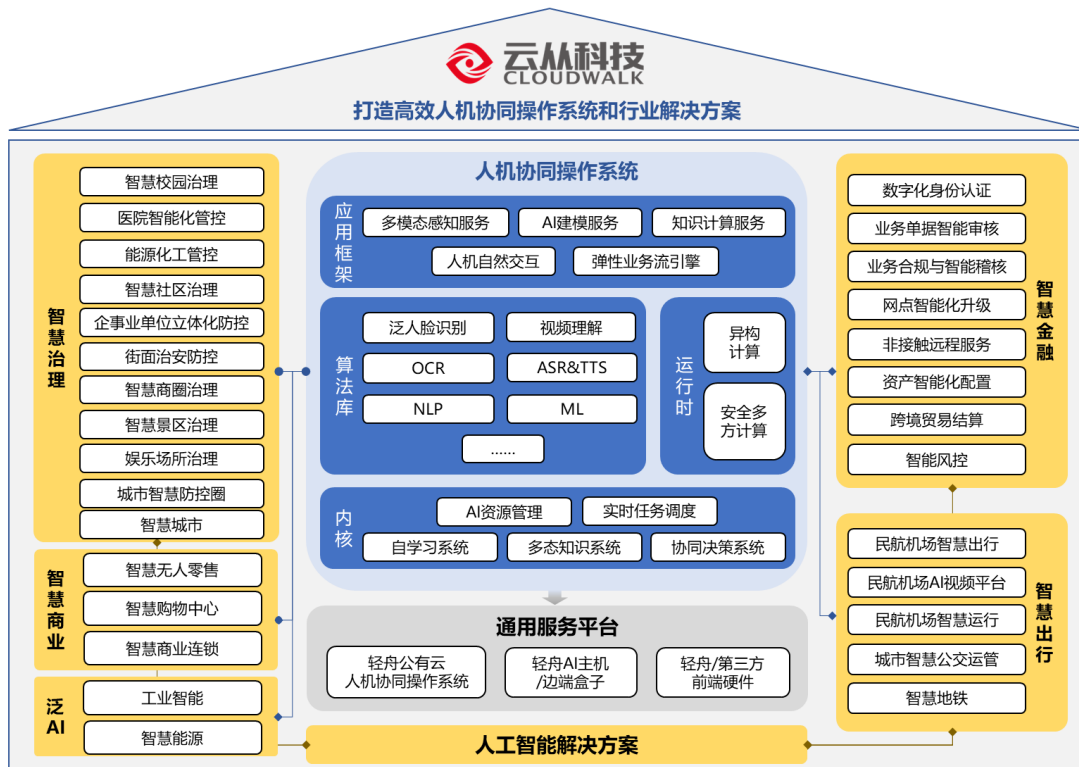 云从科技
CLOUDWALK
打造高效人机协同操作系统和行业解决方案
智慧治理
智慧校园治理
医院智能化管控
能源化工管控
智慧社区治理
企事业单位立体化防控
街面治安防控
智慧商圈治理
智慧景区治理
娱乐场所治理
城市智慧防控圈
智慧城市
智慧商业
智慧无人零售
智慧购物中心
智慧商业连锁
泛AI
工业智能
智慧能源
人机协同操作系统
应用框架
多模态感知服务
AI建模服务
知识计算服务
人机自然交互
弹性业务流引擎
算法库
泛人脸识别
视频理解
OCR
ASR&TTS
NLP
ML
......
运行时
异构
计算
安全多
方计算
内核
AI资源管理
实时任务调度
自学习系统
多态知识系统
协同决策系统
通用服务平台
轻舟公有云
人机协同操作系统
轻舟AI主机
/边端盒子
轻舟/第三方
前端硬件
人工智能解决方案
智慧金融
数字化身份认证
业务单据智能审核
业务合规与智能稽核
网点智能化升级
非接触远程服务
资产智能化配置
跨境贸易结算
智能风控
智慧出行
民航机场智慧出行
民航机场AI视频平台
民航机场智慧运行
城市智慧公交运管
智慧地铁